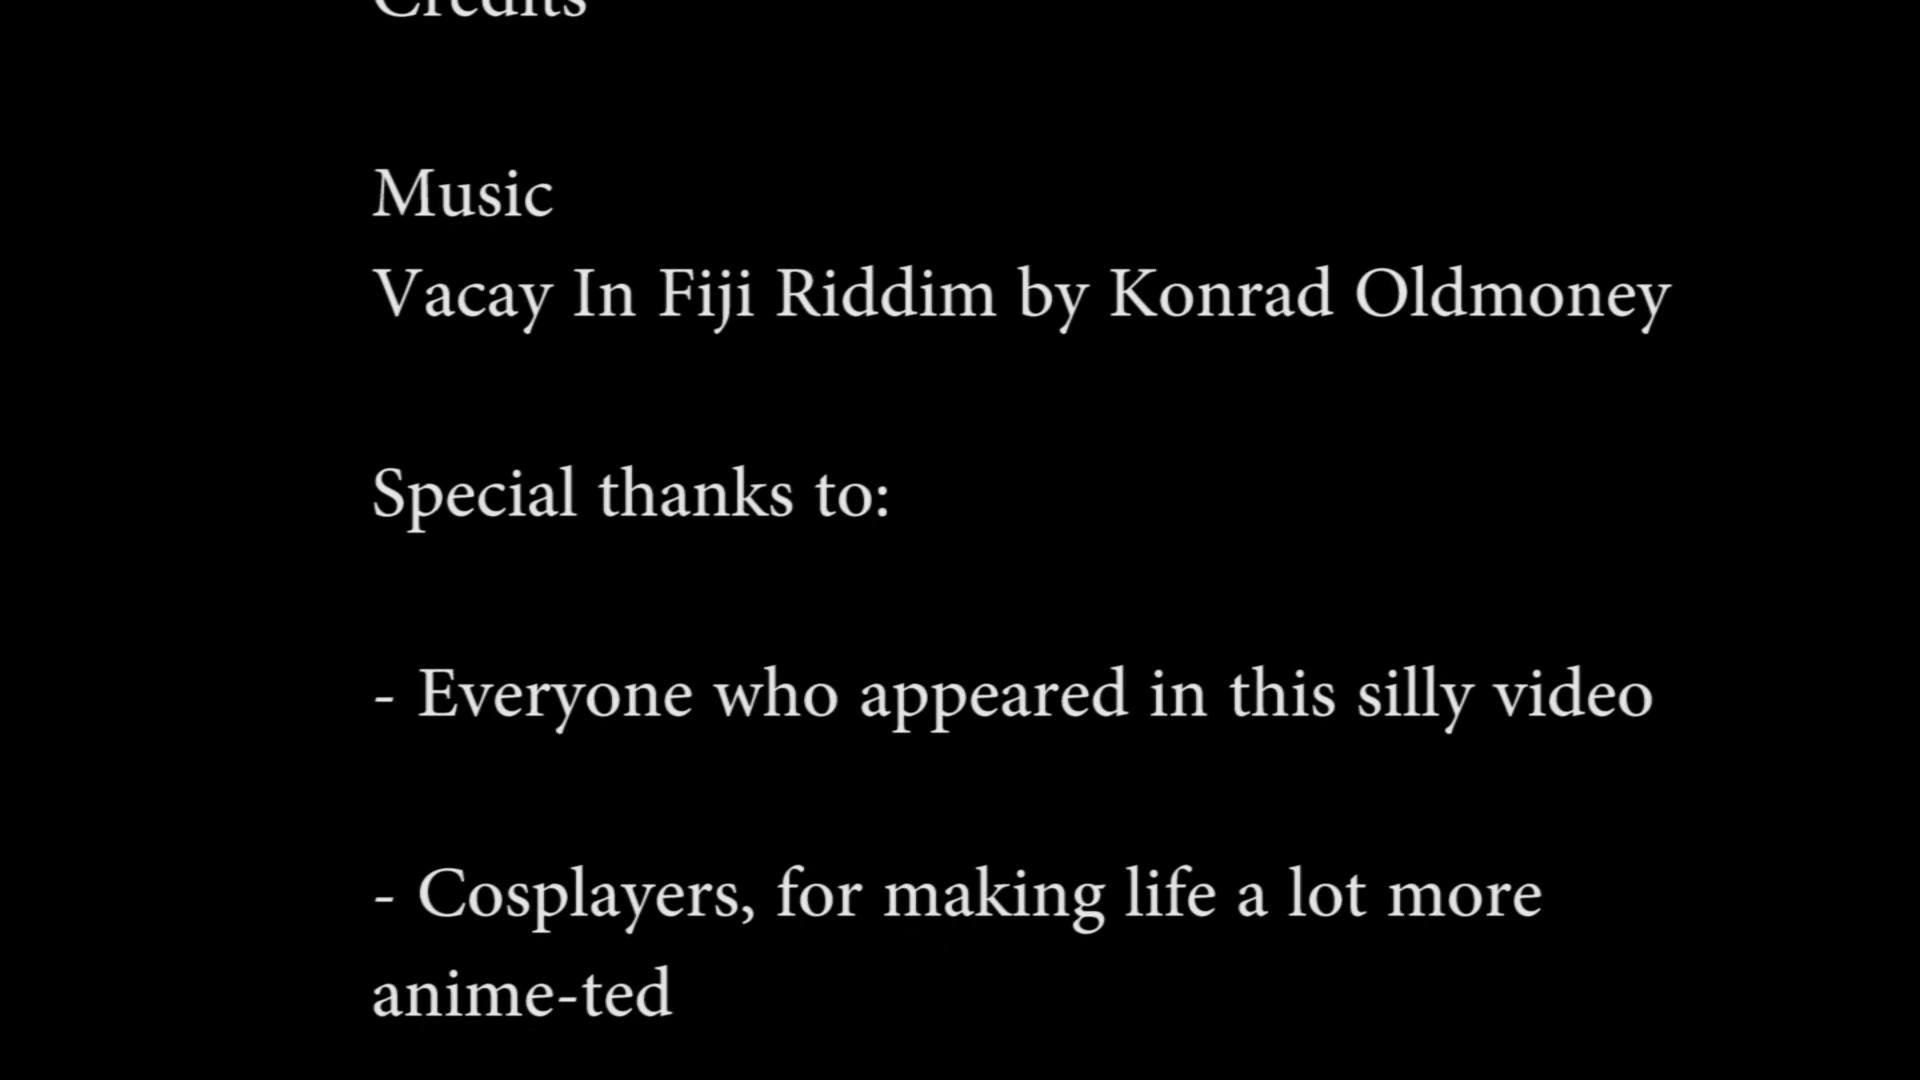 Credits
Music
Vacay In Fiji Riddim by Konrad Oldmoney
Special thanks to:
- Everyone who appeared in this silly video
- Cosplayers, for making life a lot more
anime-ted